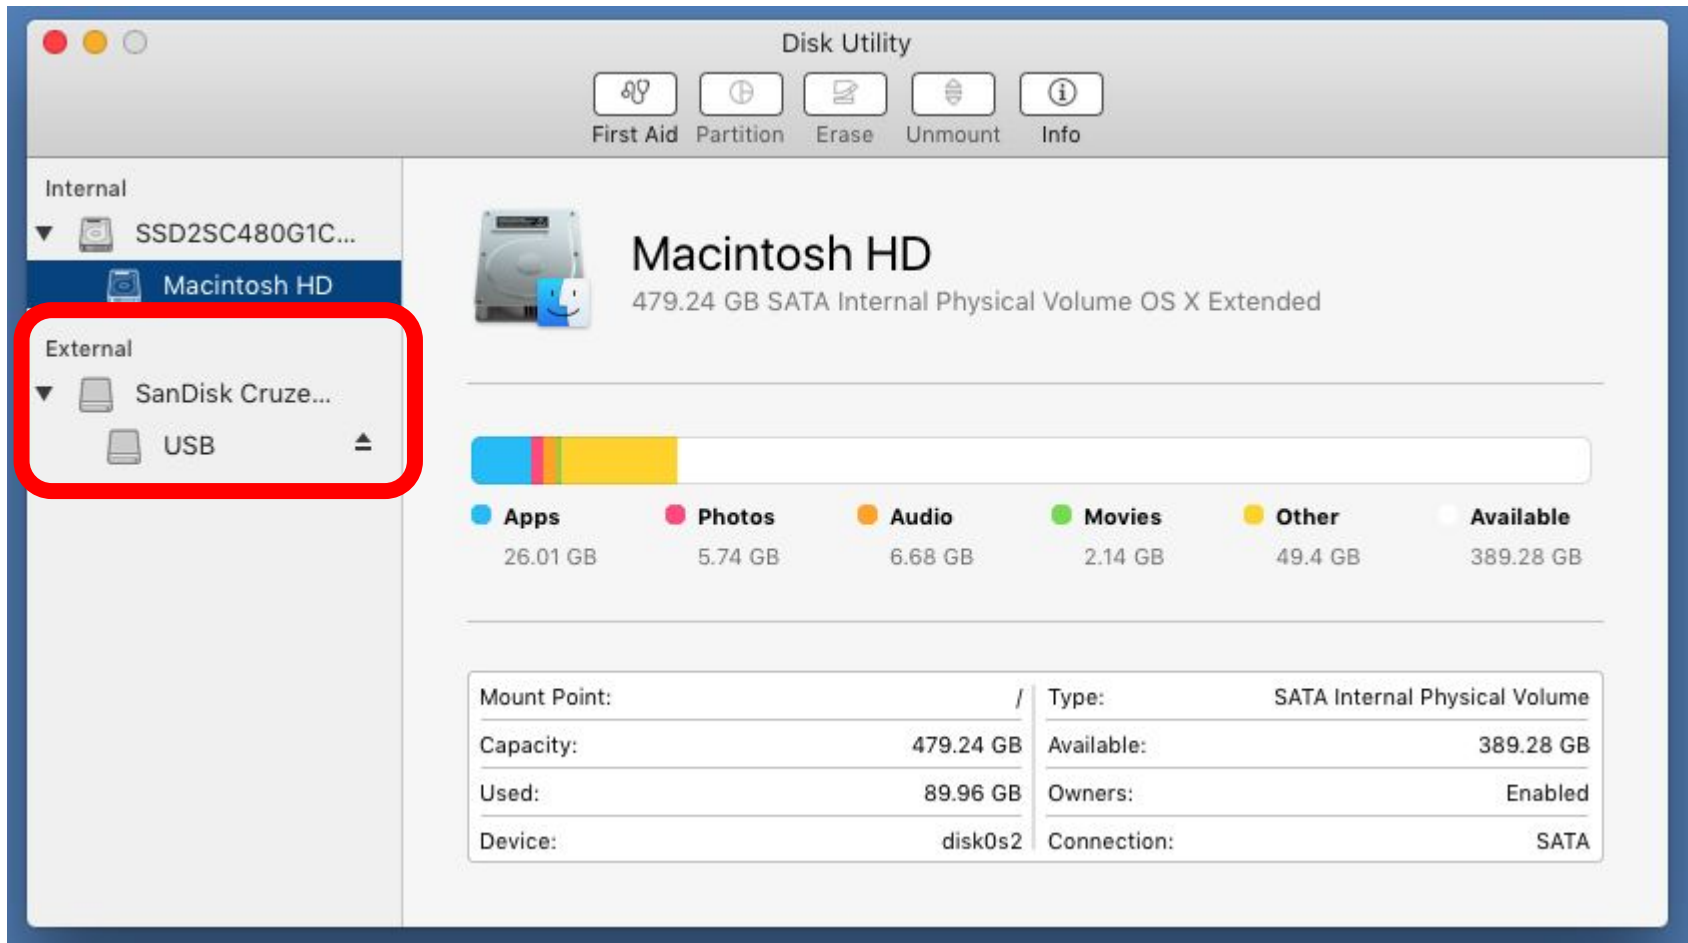 Disk Utility
First Aid Partition Erase Unmount Info
Internal
SSD2SC480G1C...
Macintosh HD
External
SanDisk Cruze...
USB
Macintosh HD
479.24 GB SATA Internal Physical Volume OS X Extended
Apps Photos Audio Movies Other Available
26.01 GB 5.74 GB 6.68 GB 2.14 GB 49.4 GB 389.28 GB
Mount Point: / Type: SATA Internal Physical Volume
Capacity: 479.24 GB Available: 389.28 GB
Used: 89.96 GB Owners: Enabled
Device: disk0s2 Connection: SATA